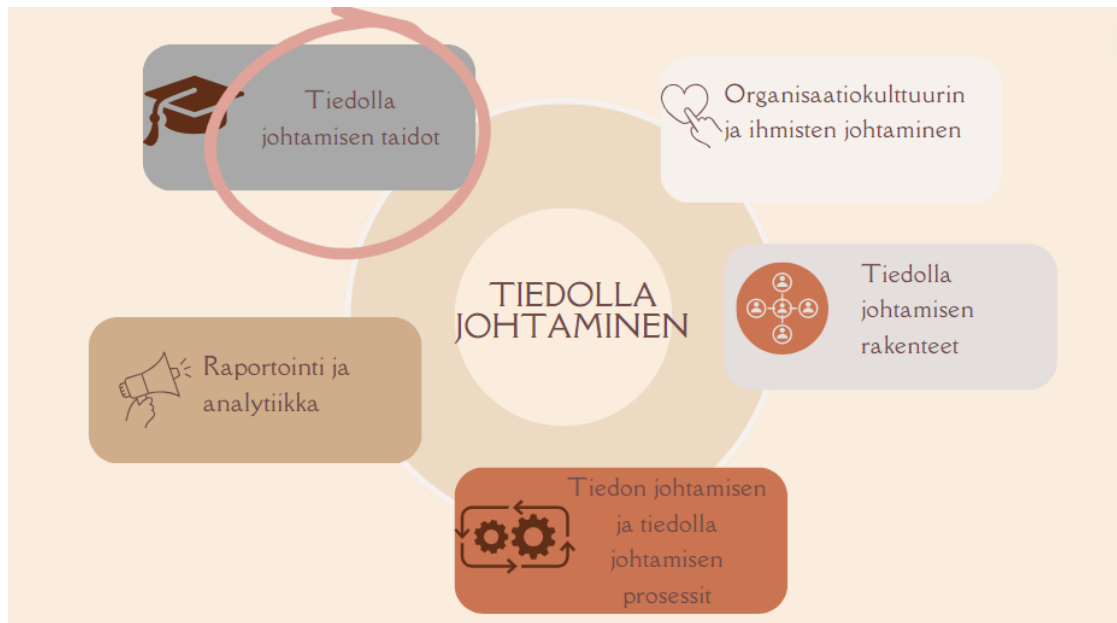 Tiedolla
johtamisen taidot
Organisaatiokulttuurin
ja ihmisten johtaminen
TIEDOLLA
JOHTAMINEN
Tiedolla
johtamisen
rakenteet
Raportointi ja
analytiikka
Tiedon johtamisen
ja tiedolla
johtamisen
prosessit